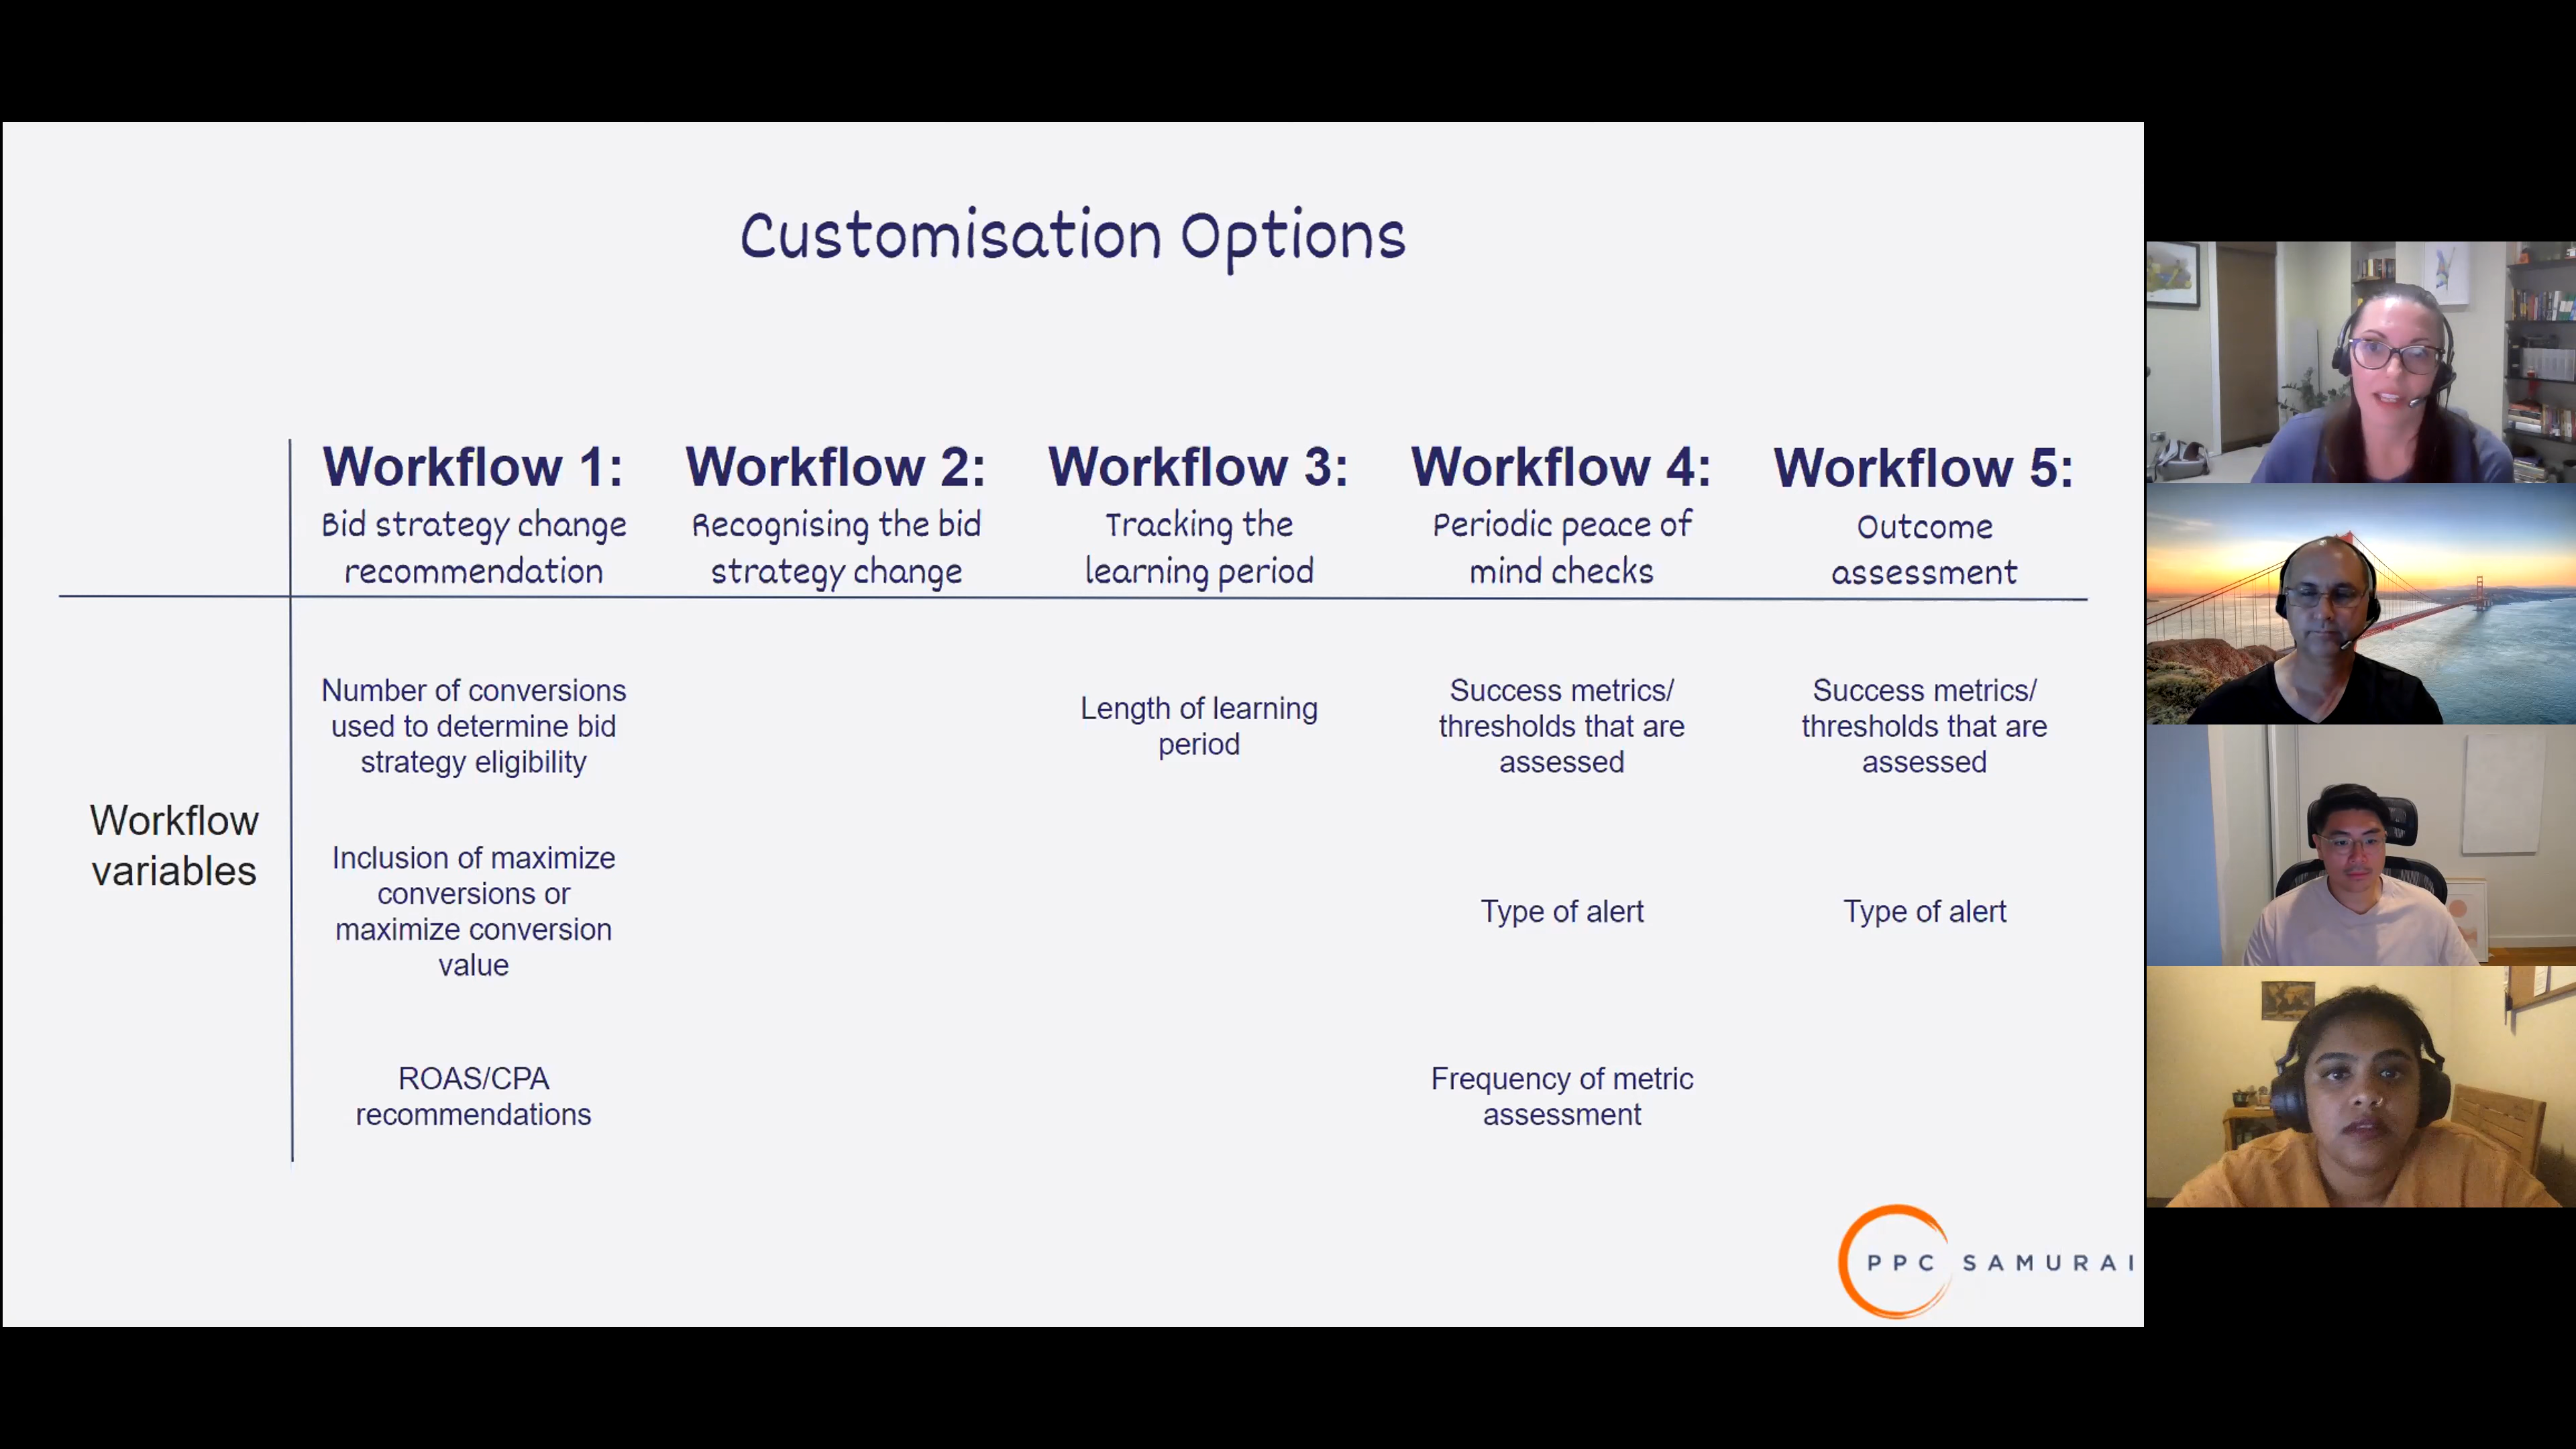 Customisation Options
Workflow 1:
Bid strategy change
recommendation
Workflow 2:
Recognising the bid
strategy change
Workflow 3:
Tracking the
learning period
Workflow 4:
Periodic peace of
mind checks
Workflow 5:
Outcome
assessment
Workflow
variables
Number of conversions
used to determine bid
strategy eligibility
Inclusion of maximize
conversions or
maximize conversion
value
ROAS/CPA
recommendations
Length of learning
period
Success metrics/
thresholds that are
assessed
Type of alert
Frequency of metric
assessment
Success metrics/
thresholds that are
assessed
Type of alert
PPC SAMURAI